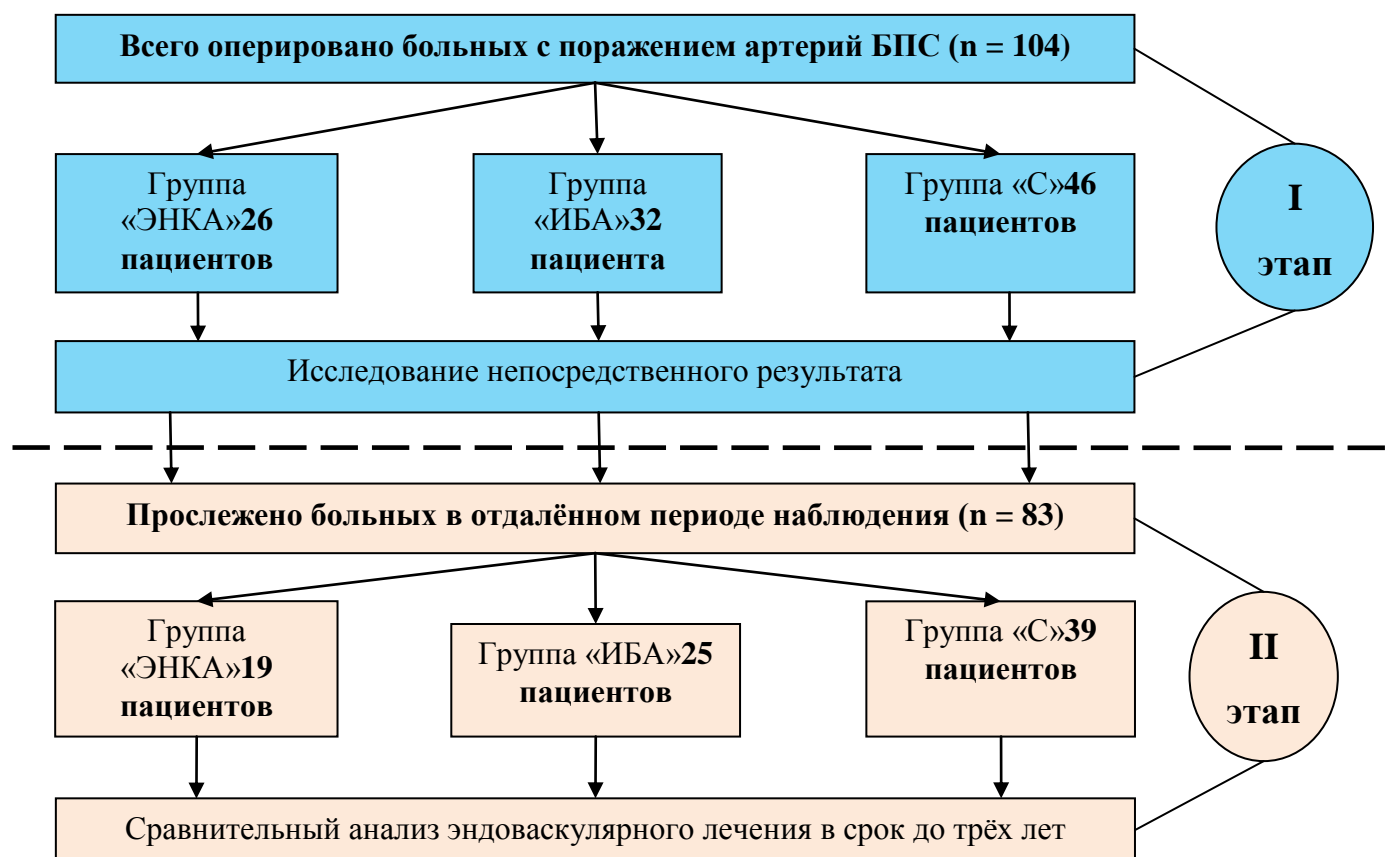 Всего оперировано больных с поражением артерий БПС (n = 104)
Группа
«ЭНКА»26
пациентов
Группа
«ИБА»32
пациента
Группа «С»46
пациентов
I
этап
Исследование непосредственного результата
Прослежено больных в отдалённом периоде наблюдения (n = 83)
Группа
«ЭНКА»19
пациентов
Группа «ИБА»25
пациентов
Группа «С»39
пациентов
II
этап
Сравнительный анализ эндоваскулярного лечения в срок до трёх лет